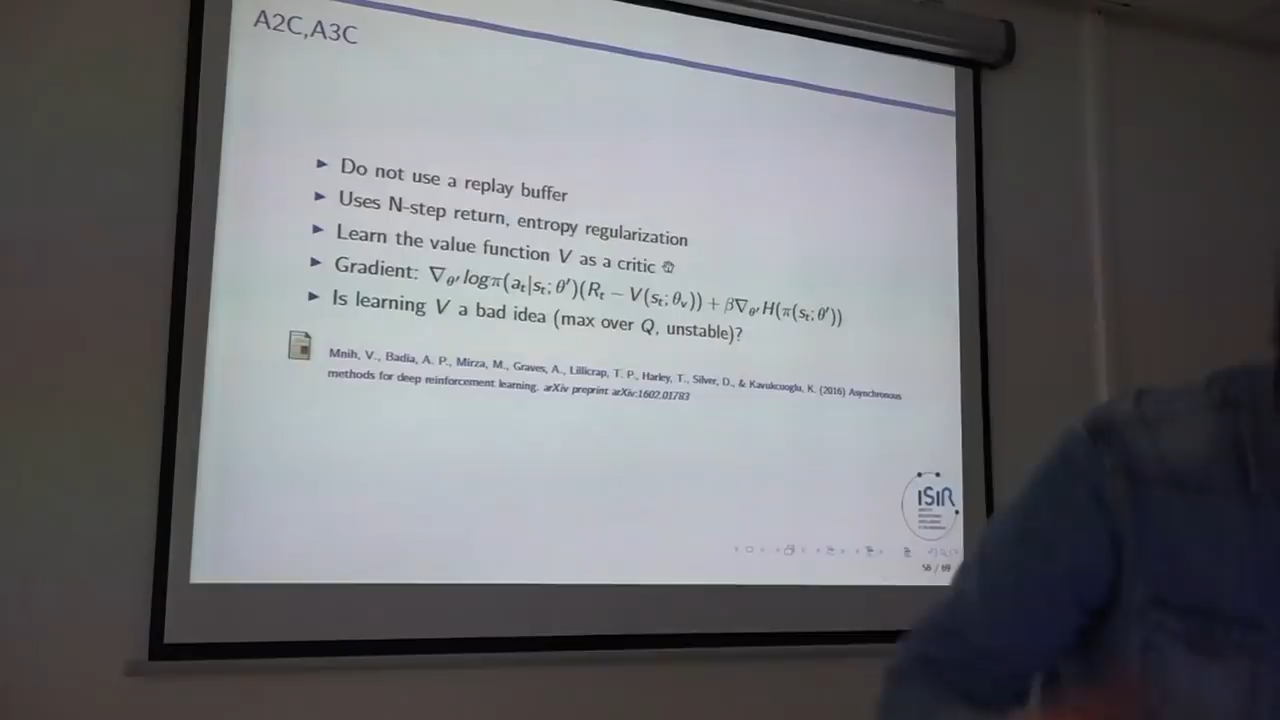 A2C,A3C
► Do not use a replay buffer
► Uses N-step return, entropy regularization
► Learn the value function V as a critic
► Gradient: ∇θ′ logπ(at|st; θ′)(Rt − V(st; θv)) + β∇θ′ H(π(st; θ′))
► Is learning V a bad idea (max over Q, unstable)?
Mnih, V., Badia, A. P., Mirza, M., Graves, A., Lillicrap, T. P., Harley, T., Silver, D., & Kavukcuoglu, K. (2016) Asynchronous
methods for deep reinforcement learning. arXiv preprint arXiv:1602.01783
ISIR
56 / 69